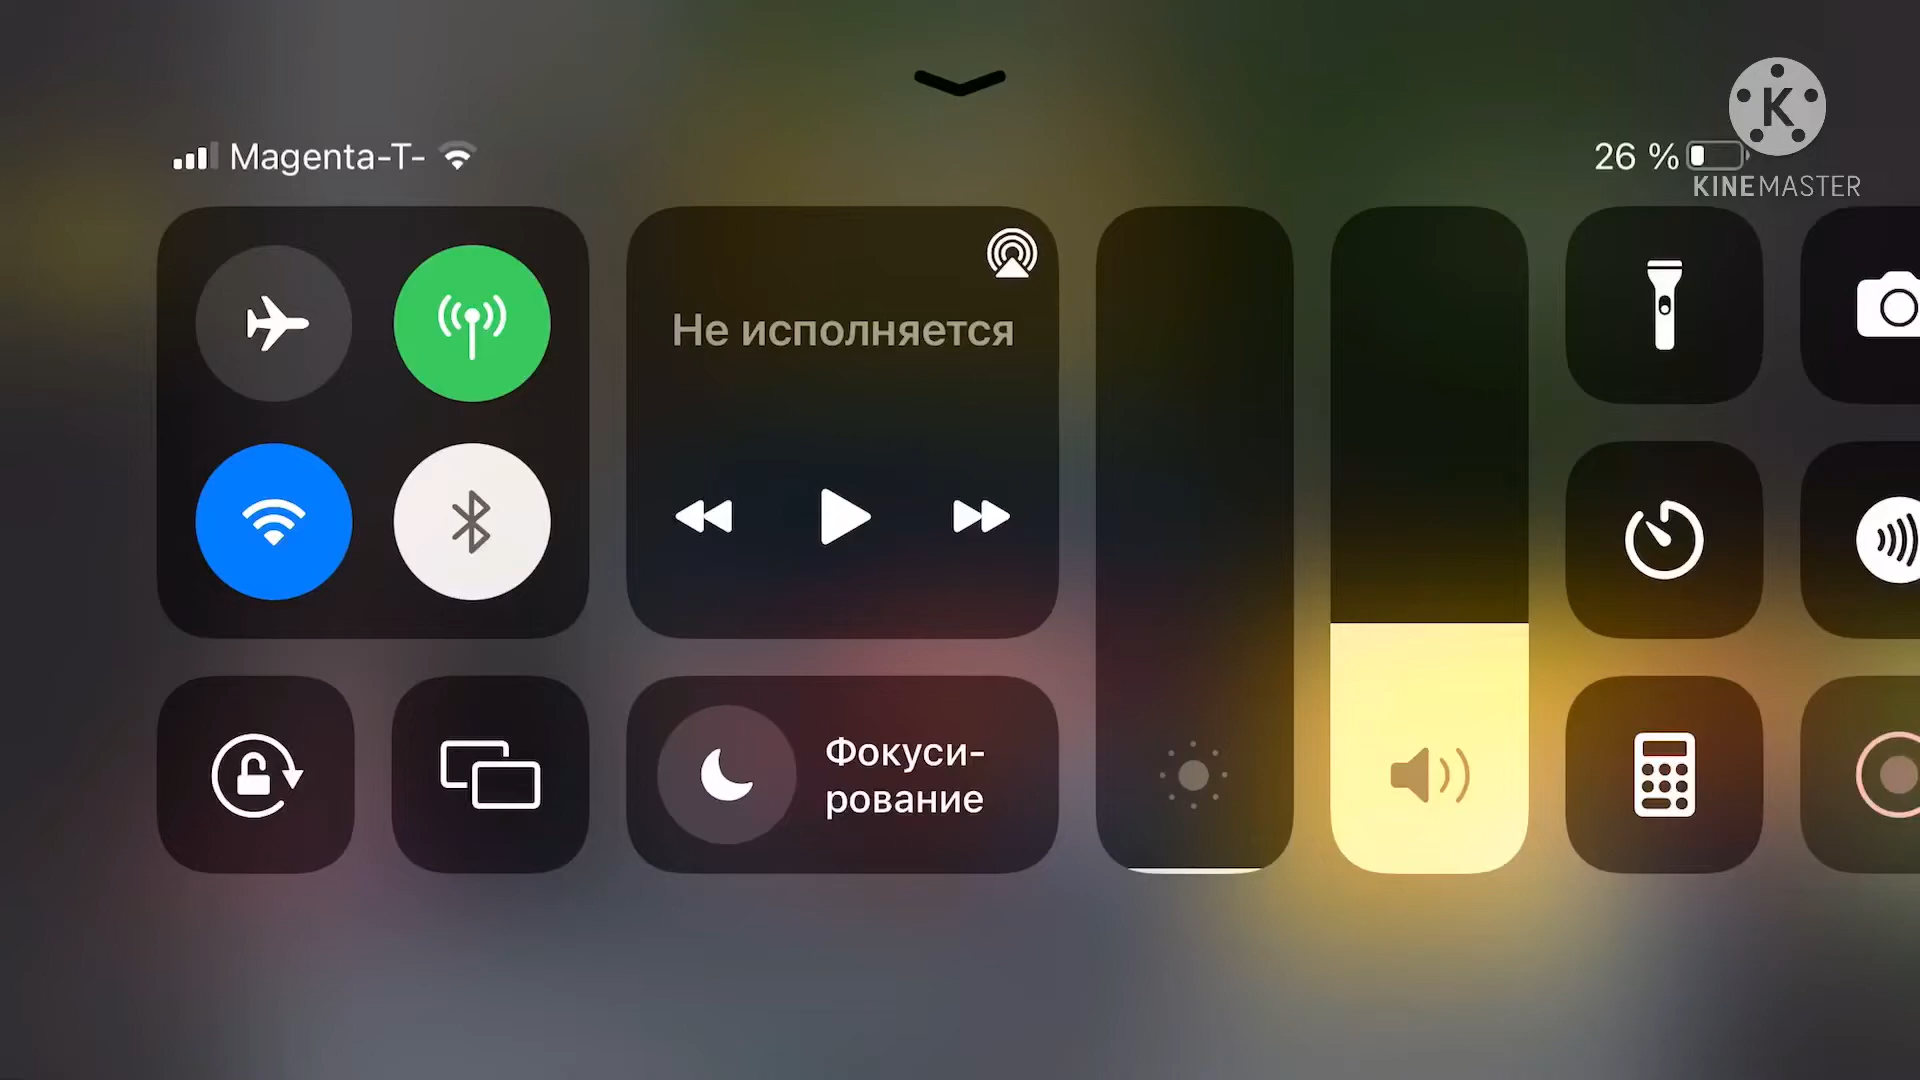 Magenta-T-
26 %
K
KINEMASTER
Не исполняется
Фокуси-
рование